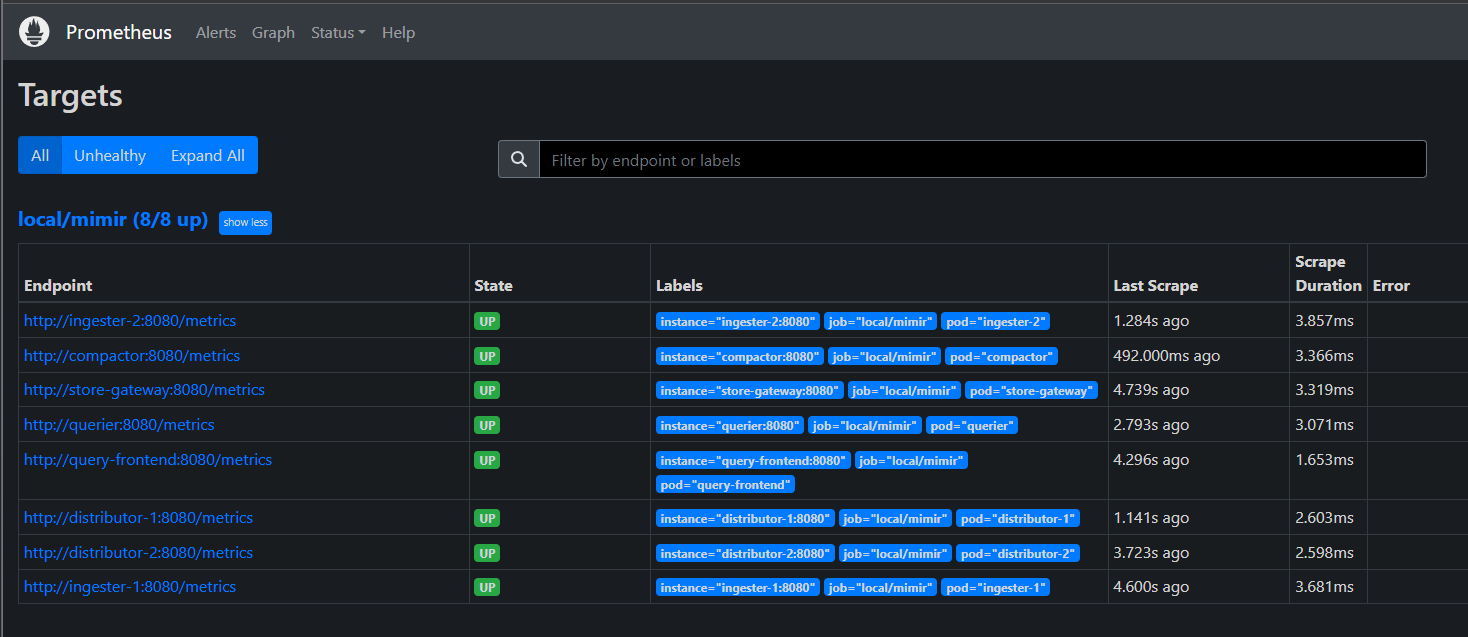 Prometheus Alerts Graph Status Help
Targets
All Unhealthy Expand All
Filter by endpoint or labels
local/mimir (8/8 up) show less
Endpoint State Labels Last Scrape Scrape Duration Error
http://ingester-2:8080/metrics UP instance="ingester-2:8080" job="local/mimir" pod="ingester-2" 1.284s ago 3.857ms
http://compactor:8080/metrics UP instance="compactor:8080" job="local/mimir" pod="compactor" 492.000ms ago 3.366ms
http://store-gateway:8080/metrics UP instance="store-gateway:8080" job="local/mimir" pod="store-gateway" 4.739s ago 3.319ms
http://querier:8080/metrics UP instance="querier:8080" job="local/mimir" pod="querier" 2.793s ago 3.071ms
http://query-frontend:8080/metrics UP instance="query-frontend:8080" job="local/mimir" 4.296s ago 1.653ms
pod="query-frontend"
http://distributor-1:8080/metrics UP instance="distributor-1:8080" job="local/mimir" pod="distributor-1" 1.141s ago 2.603ms
http://distributor-2:8080/metrics UP instance="distributor-2:8080" job="local/mimir" pod="distributor-2" 3.723s ago 2.598ms
http://ingester-1:8080/metrics UP instance="ingester-1:8080" job="local/mimir" pod="ingester-1" 4.600s ago 3.681ms